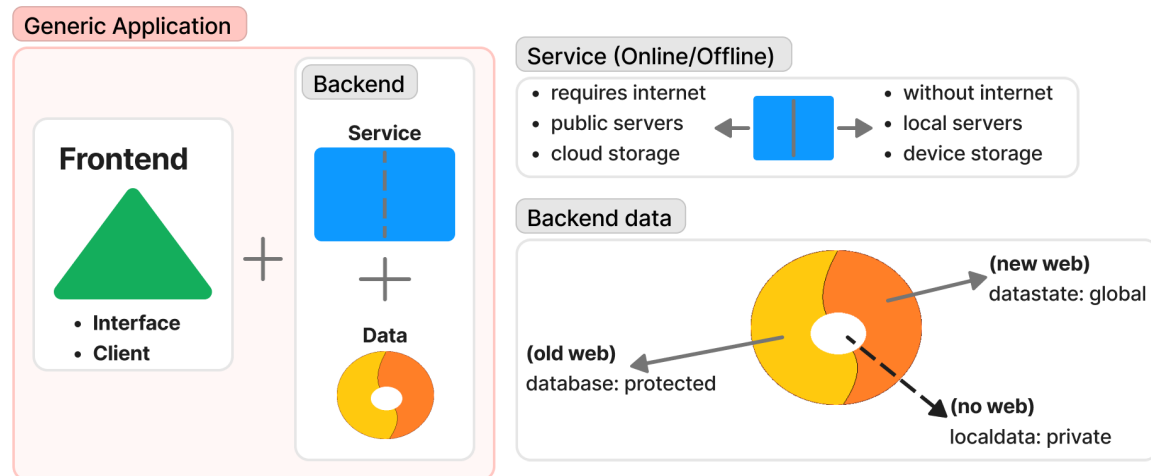 Generic Application
Frontend
• Interface
• Client
Backend
Service
Data
Service (Online/Offline)
• requires internet
• public servers
• cloud storage
• without internet
• local servers
• device storage
Backend data
(new web)
datastate: global
(old web)
database: protected
(no web)
localdata: private